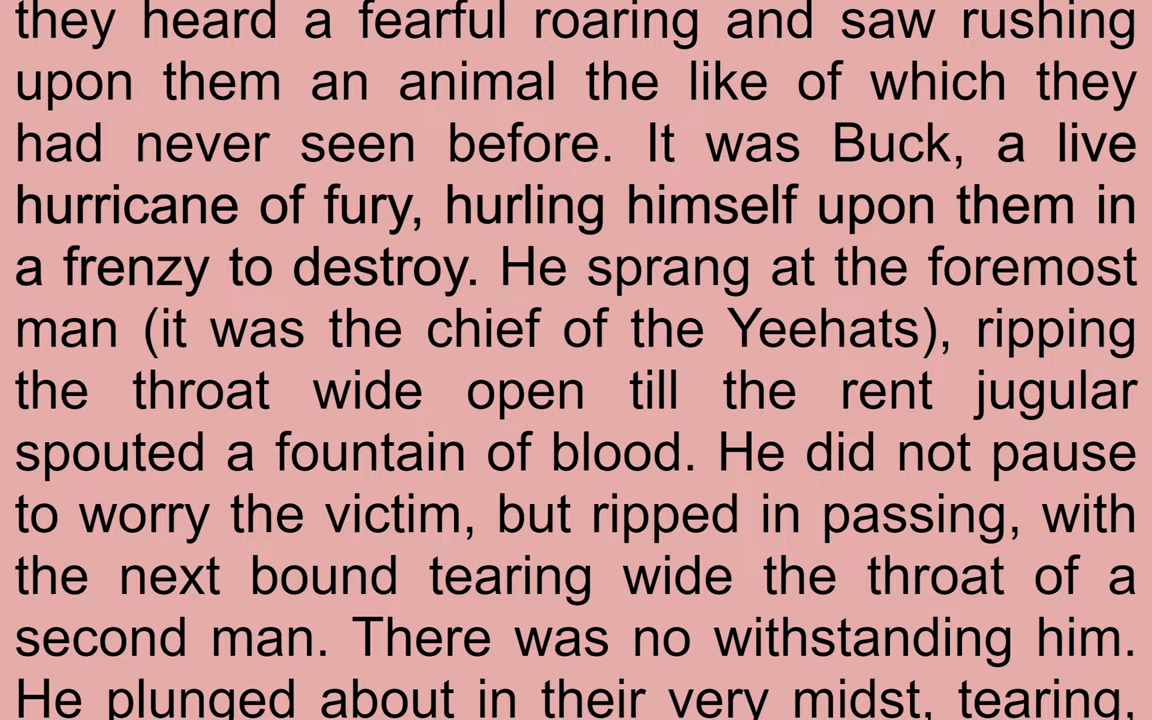 they heard a fearful roaring and saw rushing
upon them an animal the like of which they
had never seen before. It was Buck, a live
hurricane of fury, hurling himself upon them in
a frenzy to destroy. He sprang at the foremost
man (it was the chief of the Yeehats), ripping
the throat wide open till the rent jugular
spouted a fountain of blood. He did not pause
to worry the victim, but ripped in passing, with
the next bound tearing wide the throat of a
second man. There was no withstanding him.
He plunged about in their very midst, tearing,